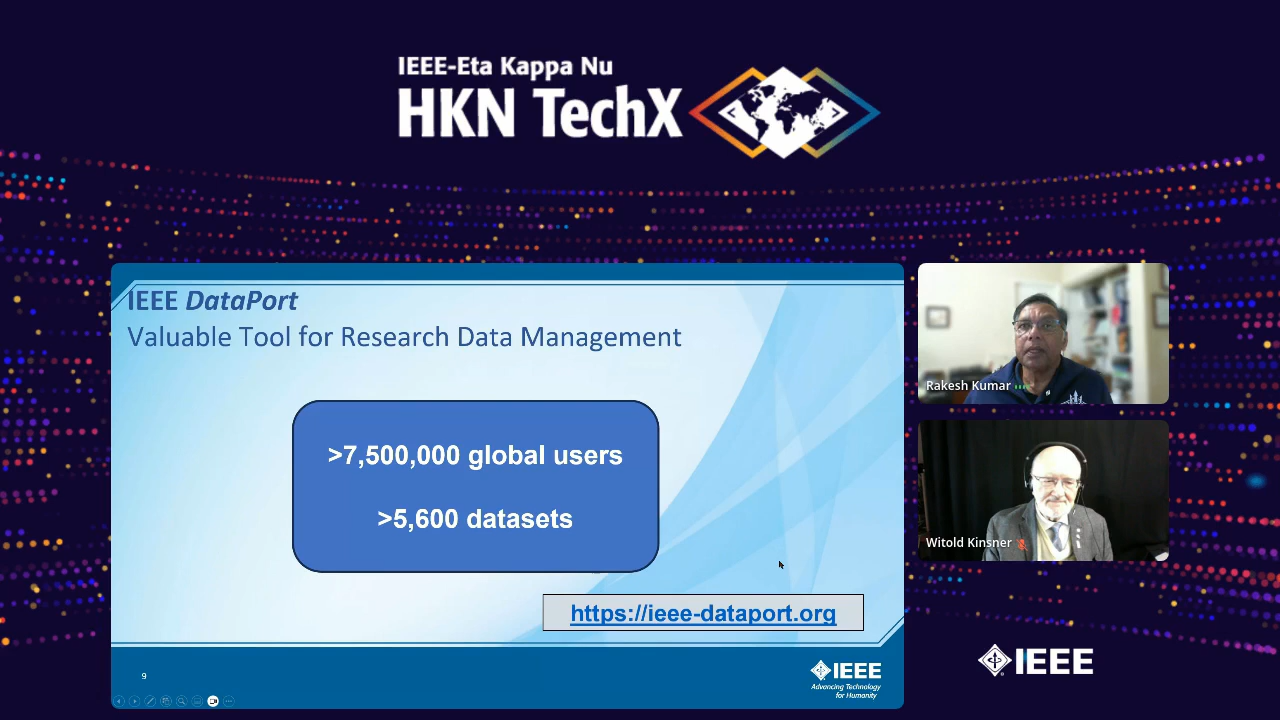 IEEE-Eta Kappa Nu
HKN TechX
IEEE DataPort
Valuable Tool for Research Data Management
>7,500,000 global users
>5,600 datasets
https://ieee-dataport.org
9
IEEE
Advancing Technology
for Humanity
Rakesh Kumar
Witold Kinsner
IEEE